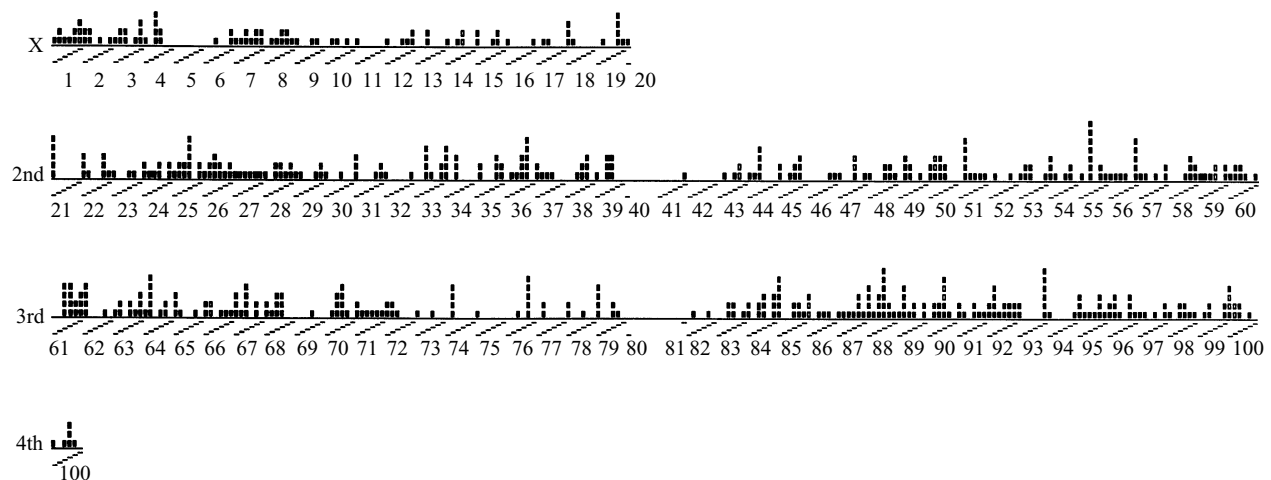 X
1 2 3 4 5 6 7 8 9 10 11 12 13 14 15 16 17 18 19 20
2nd
21 22 23 24 25 26 27 28 29 30 31 32 33 34 35 36 37 38 39 40 41 42 43 44 45 46 47 48 49 50 51 52 53 54 55 56 57 58 59 60
3rd
61 62 63 64 65 66 67 68 69 70 71 72 73 74 75 76 77 78 79 80 81 82 83 84 85 86 87 88 89 90 91 92 93 94 95 96 97 98 99 100
4th
100